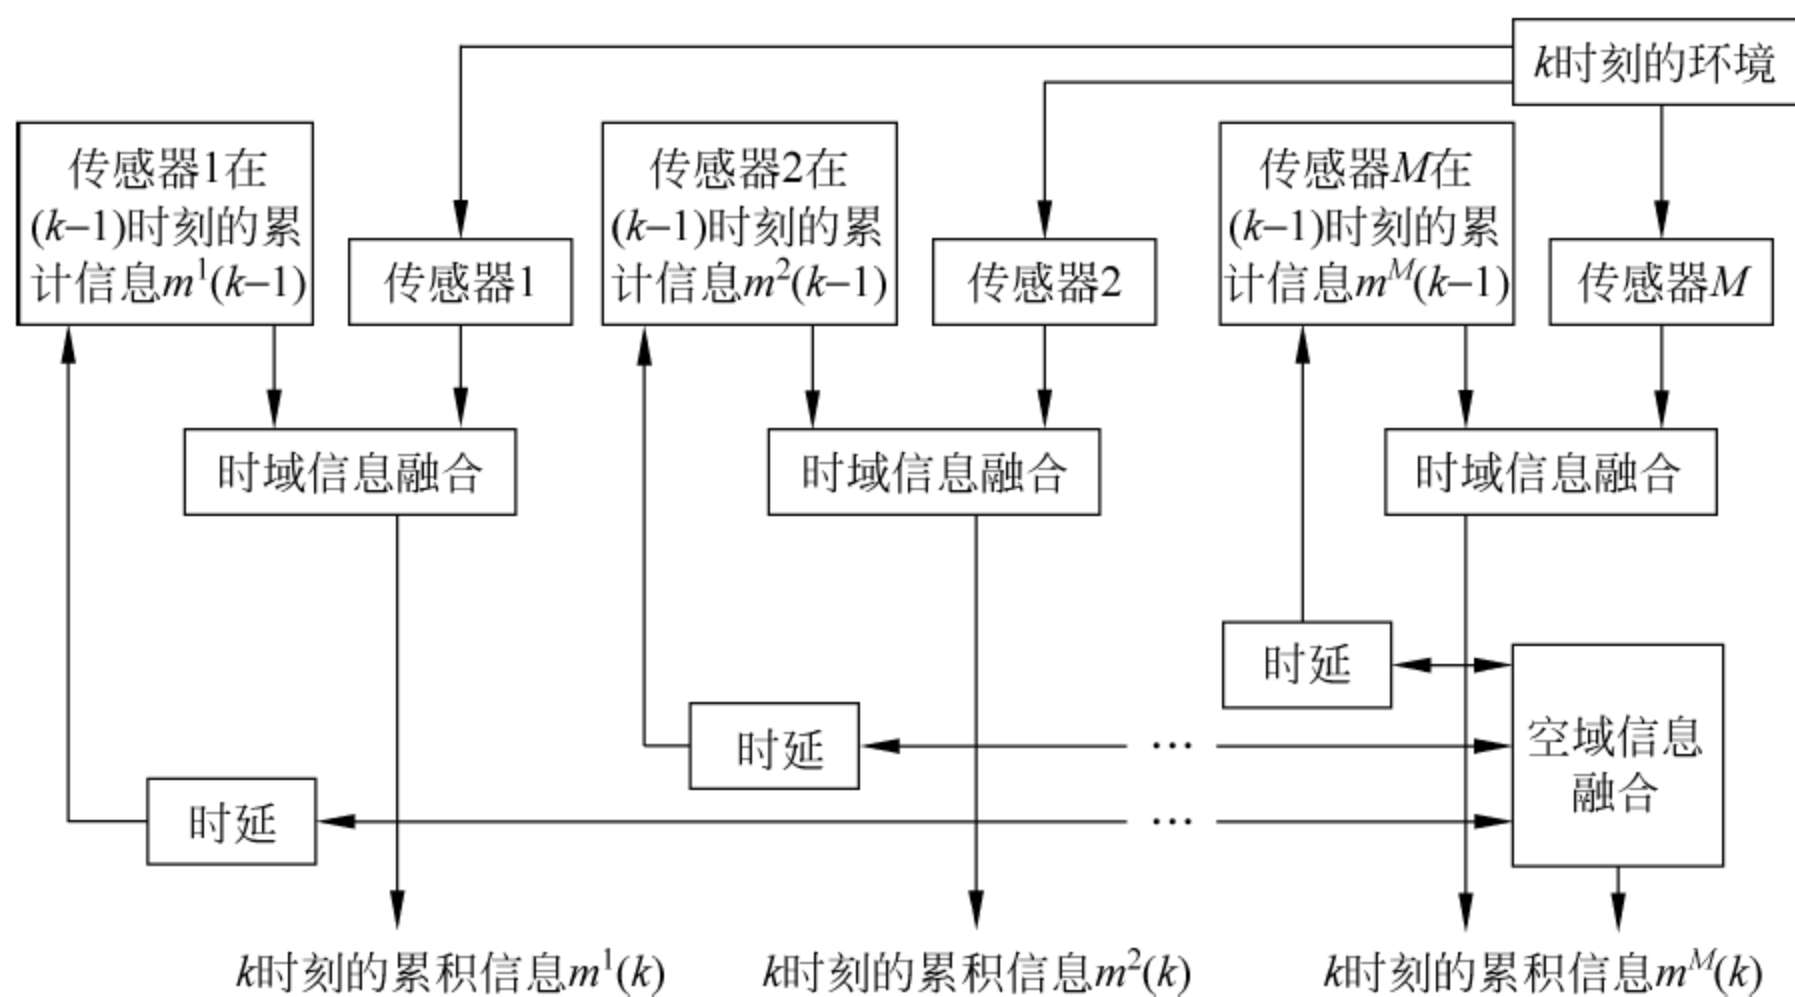 k时刻的环境
传感器1在
(k–1)时刻的累
计信息m¹(k–1)
传感器1
传感器2在
(k–1)时刻的累
计信息m²(k–1)
传感器2
传感器M在
(k–1)时刻的累
计信息mᴹ(k–1)
传感器M
时域信息融合
时域信息融合
时域信息融合
时延
时延
…
时延
…
空域信息
融合
k时刻的累积信息m¹(k)
k时刻的累积信息m²(k)
k时刻的累积信息mᴹ(k)